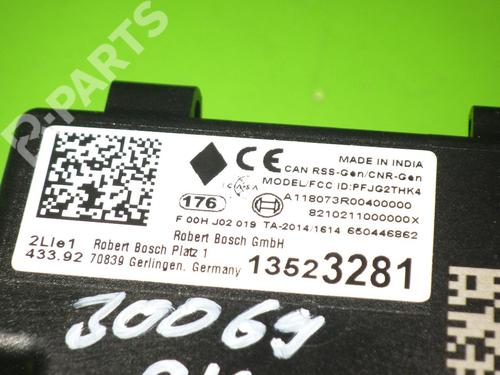 B-PARTS
CE
MADE IN INDIA
CAN RSS-Gen/CNR-Gen
MODEL/FCC ID:PFJG2THK4
ICASA
A118073R00400000
176
8210211000000X
F 00H J02 019 TA-2014/1614 650446862
2LIe1 Robert Bosch Platz 1 Robert Bosch GmbH
433.92 70839 Gerlingen, Germany 13523281
30069